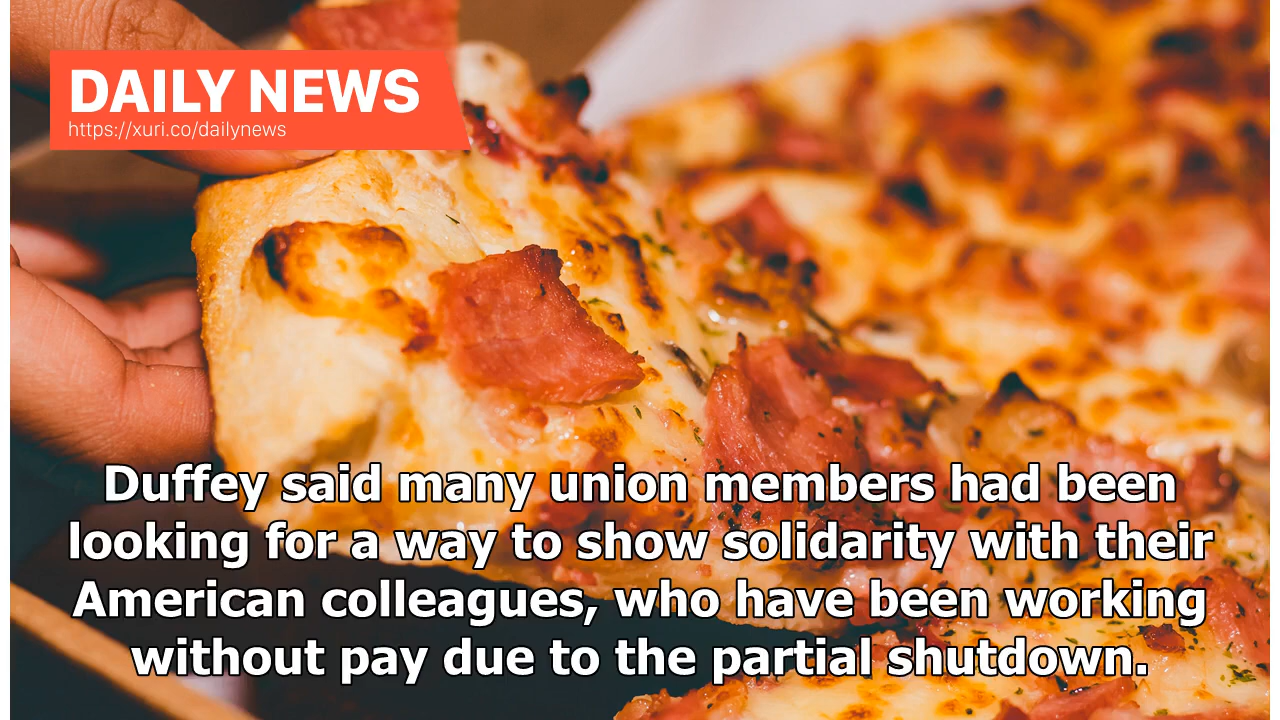 DAILY NEWS
https://xuri.co/dailynews
Duffey said many union members had been
looking for a way to show solidarity with their
American colleagues, who have been working
without pay due to the partial shutdown.